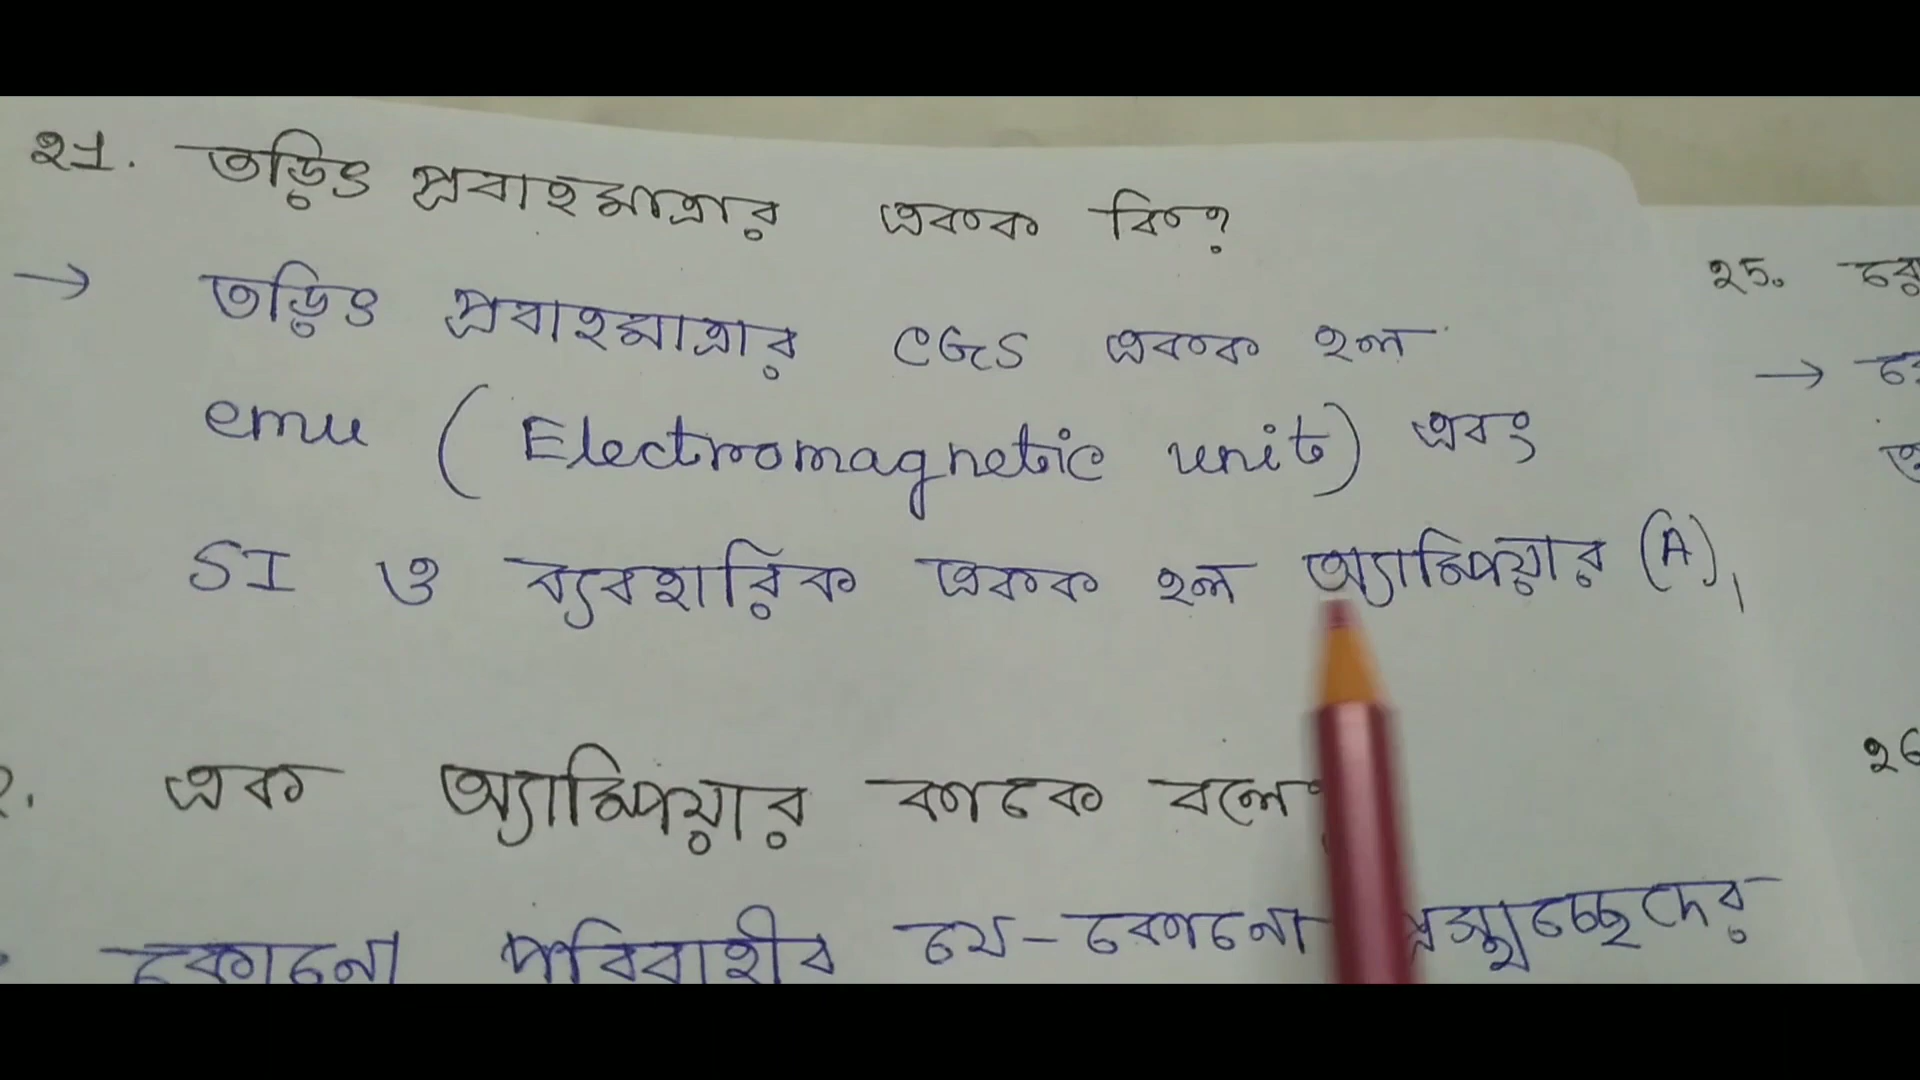 ২১. তড়িৎ প্রবাহমাত্রার একক কি?
→ তড়িৎ প্রবাহমাত্রার CGS একক হল
emu (Electromagnetic unit) এবং
SI ও ব্যবহারিক একক হল অ্যাম্পিয়ার (A)।
এক অ্যাম্পিয়ার কাকে বলে?
কোনো পরিবাহীর যে-কোনো প্রস্থচ্ছেদের
২৫.
→
২৬